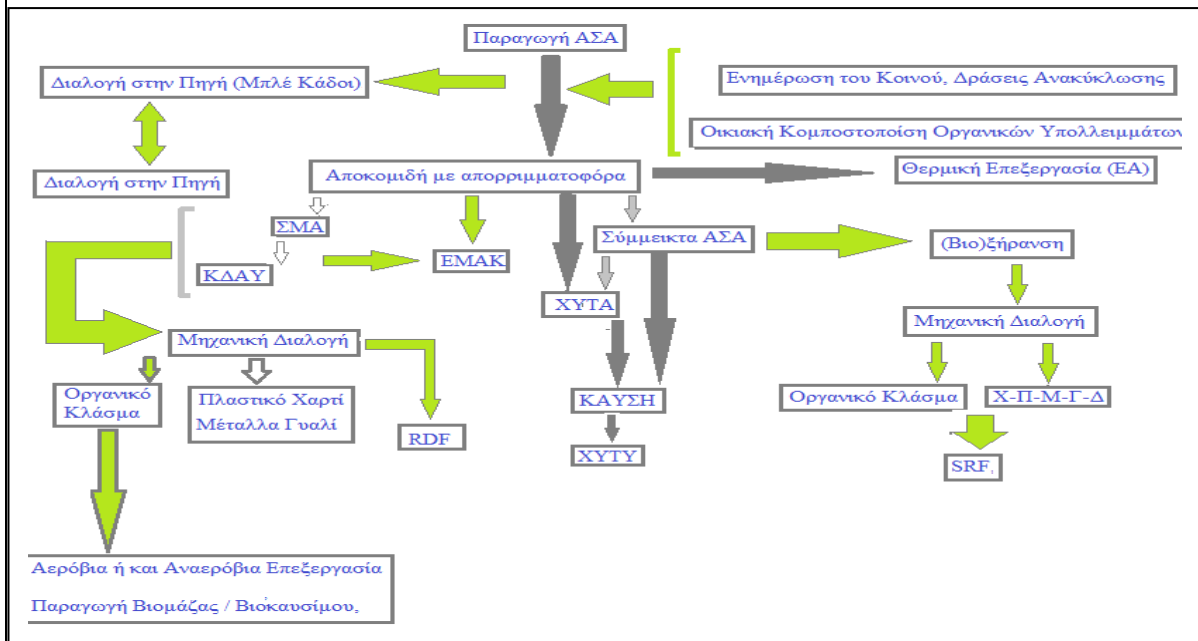 Παραγωγή ΑΣΑ
Διαλογή στην Πηγή (Μπλέ Κάδοι)
Ενημέρωση του Κοινού, Δράσεις Ανακύκλωσης
Οικιακή Κομποστοποίση Οργανικών Υπολλειμμάτων
Διαλογή στην Πηγή
Αποκομιδή με απορριμματοφόρα
Θερμική Επεξεργασία (ΕΑ)
ΣΜΑ
Σύμμεικτα ΑΣΑ
(Βιο)ξήρανση
ΚΔΑΥ
ΕΜΑΚ
ΧΥΤΑ
Μηχανική Διαλογή
Μηχανική Διαλογή
Οργανικό
Κλάσμα
Πλαστικό Χαρτί
Μέταλλα Γυαλί
RDF
ΚΑΥΣΗ
Οργανικό Κλάσμα
Χ-Π-Μ-Γ-Δ
ΧΥΤΥ
SRF,
Αερόβια ή και Αναερόβια Επεξεργασία
Παραγωγή Βιομάζας / Βιοκαυσίμου,